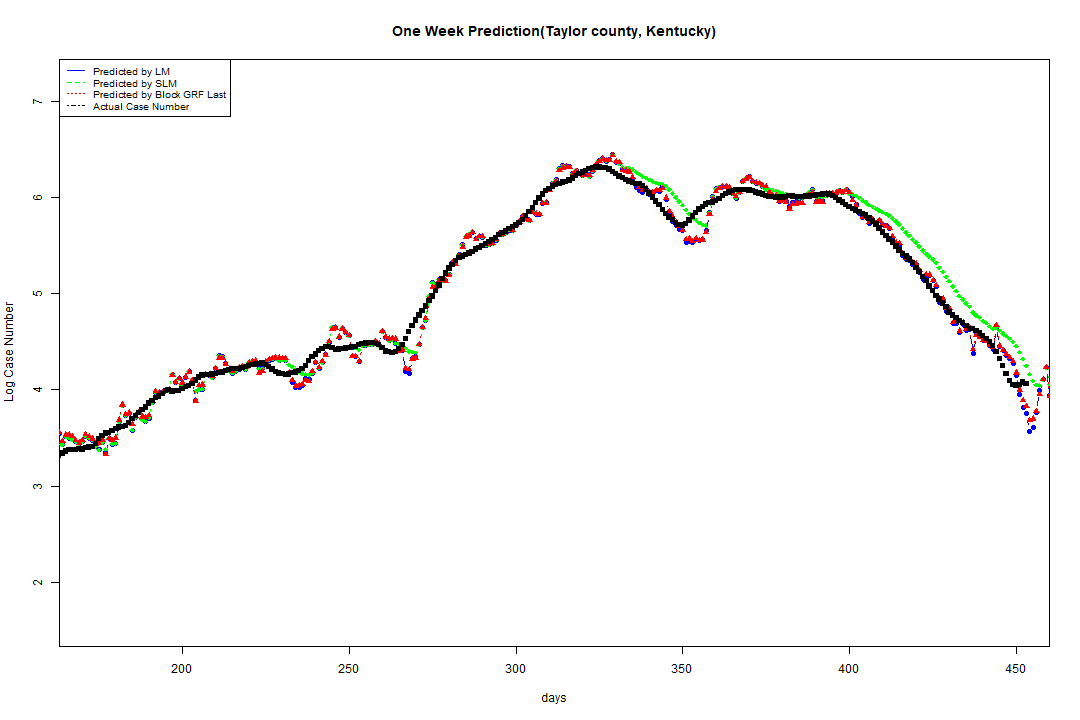 One Week Prediction(Taylor county, Kentucky)
Predicted by LM
Predicted by SLM
Predicted by Block GRF Last
Actual Case Number
7
6
5
4
3
2
Log Case Number
200 250 300 350 400 450
days